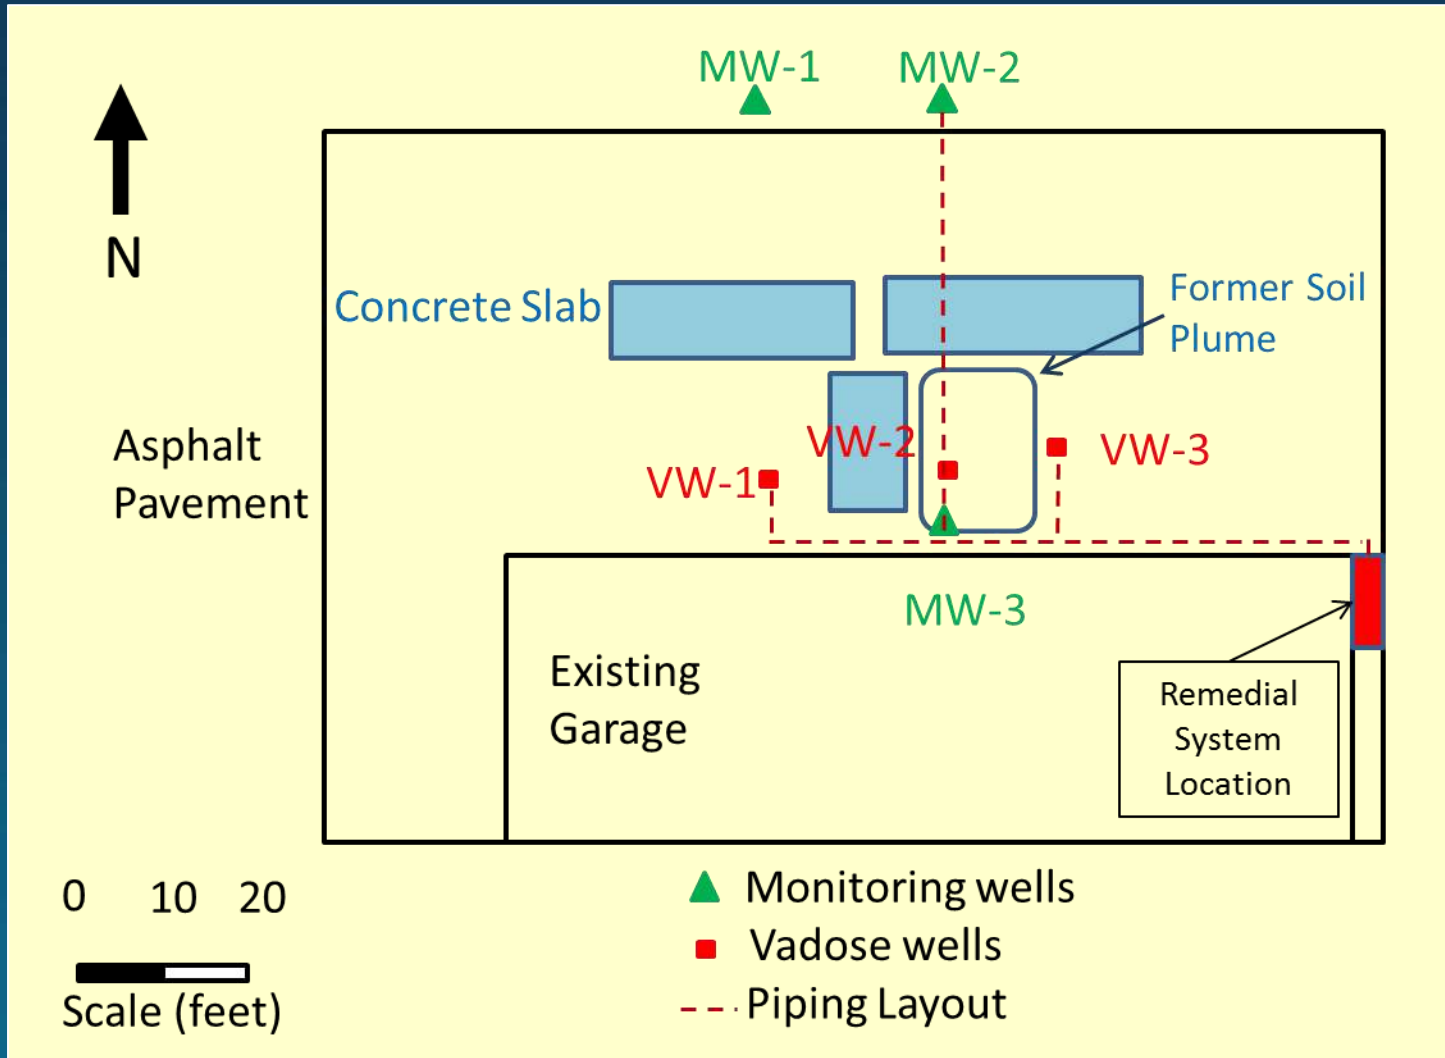 MW-1
MW-2
N
Concrete Slab
Former Soil
Plume
Asphalt
Pavement
VW-1
VW-2
VW-3
MW-3
Existing
Garage
Remedial
System
Location
0 10 20
Scale (feet)
Monitoring wells
Vadose wells
Piping Layout